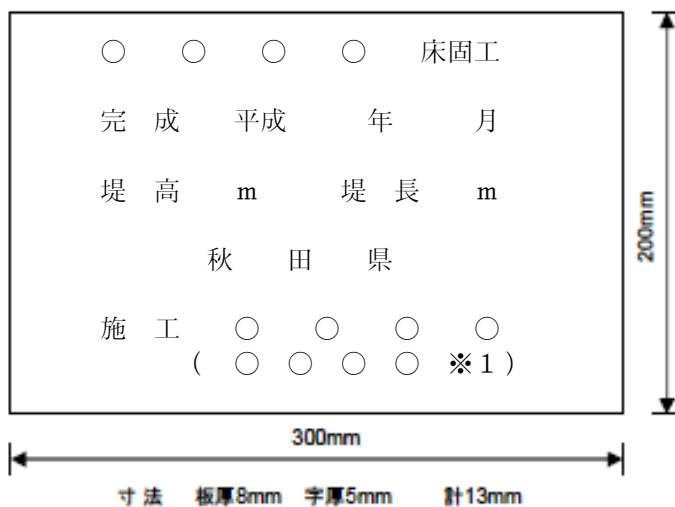 ○ ○ ○ ○ 床固工
完 成 平成 年 月
堤 高 m 堤 長 m
秋 田 県
施 工 ○ ○ ○ ○
( ○ ○ ○ ○ ※1)
200mm
300mm
寸 法 板厚8mm 字厚5mm 計13mm